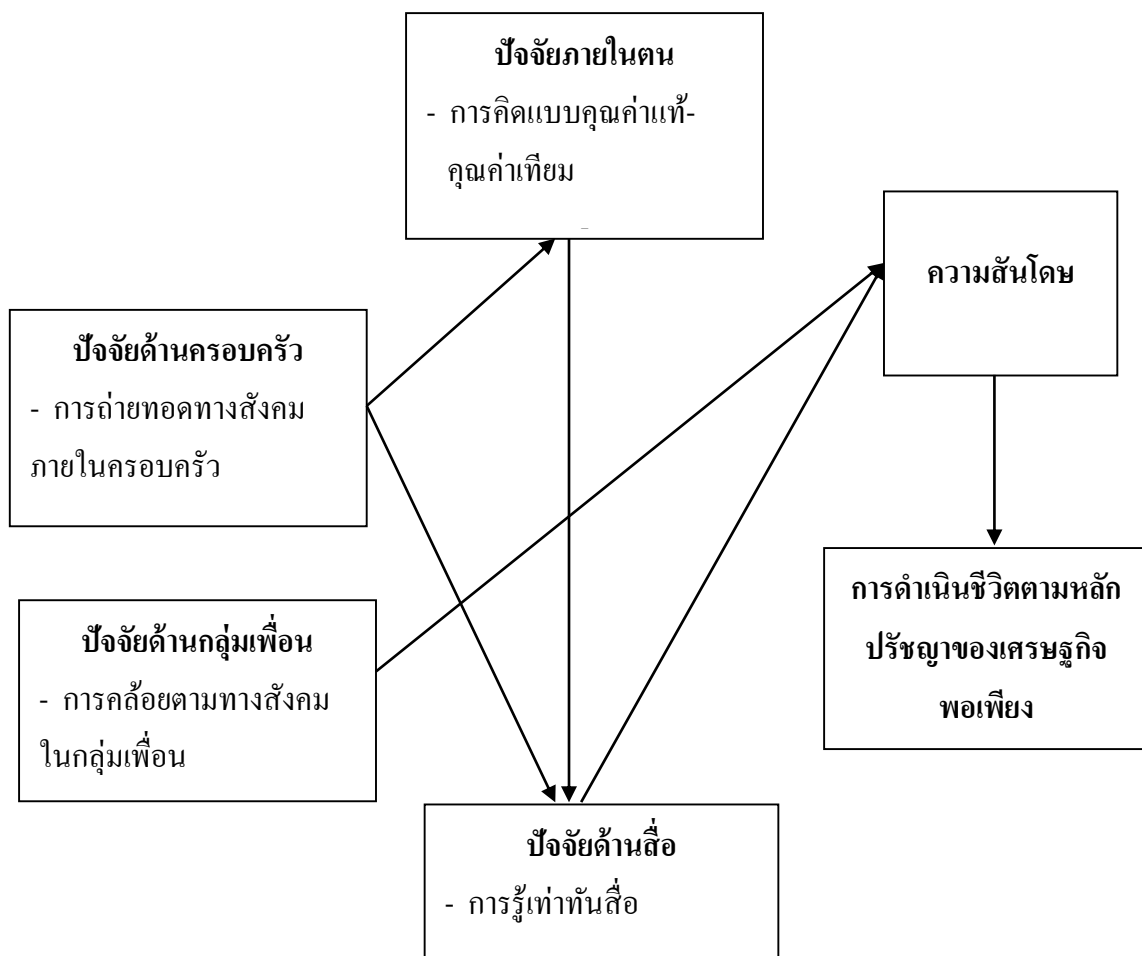 ปัจจัยภายในตน
- การคิดแบบคุณค่าแท้-
คุณค่าเทียม
ความสันโดษ
ปัจจัยด้านครอบครัว
- การถ่ายทอดทางสังคม
ภายในครอบครัว
การดำเนินชีวิตตามหลัก
ปรัชญาของเศรษฐกิจ
พอเพียง
ปัจจัยด้านกลุ่มเพื่อน
- การคล้อยตามทางสังคม
ในกลุ่มเพื่อน
ปัจจัยด้านสื่อ
- การรู้เท่าทันสื่อ